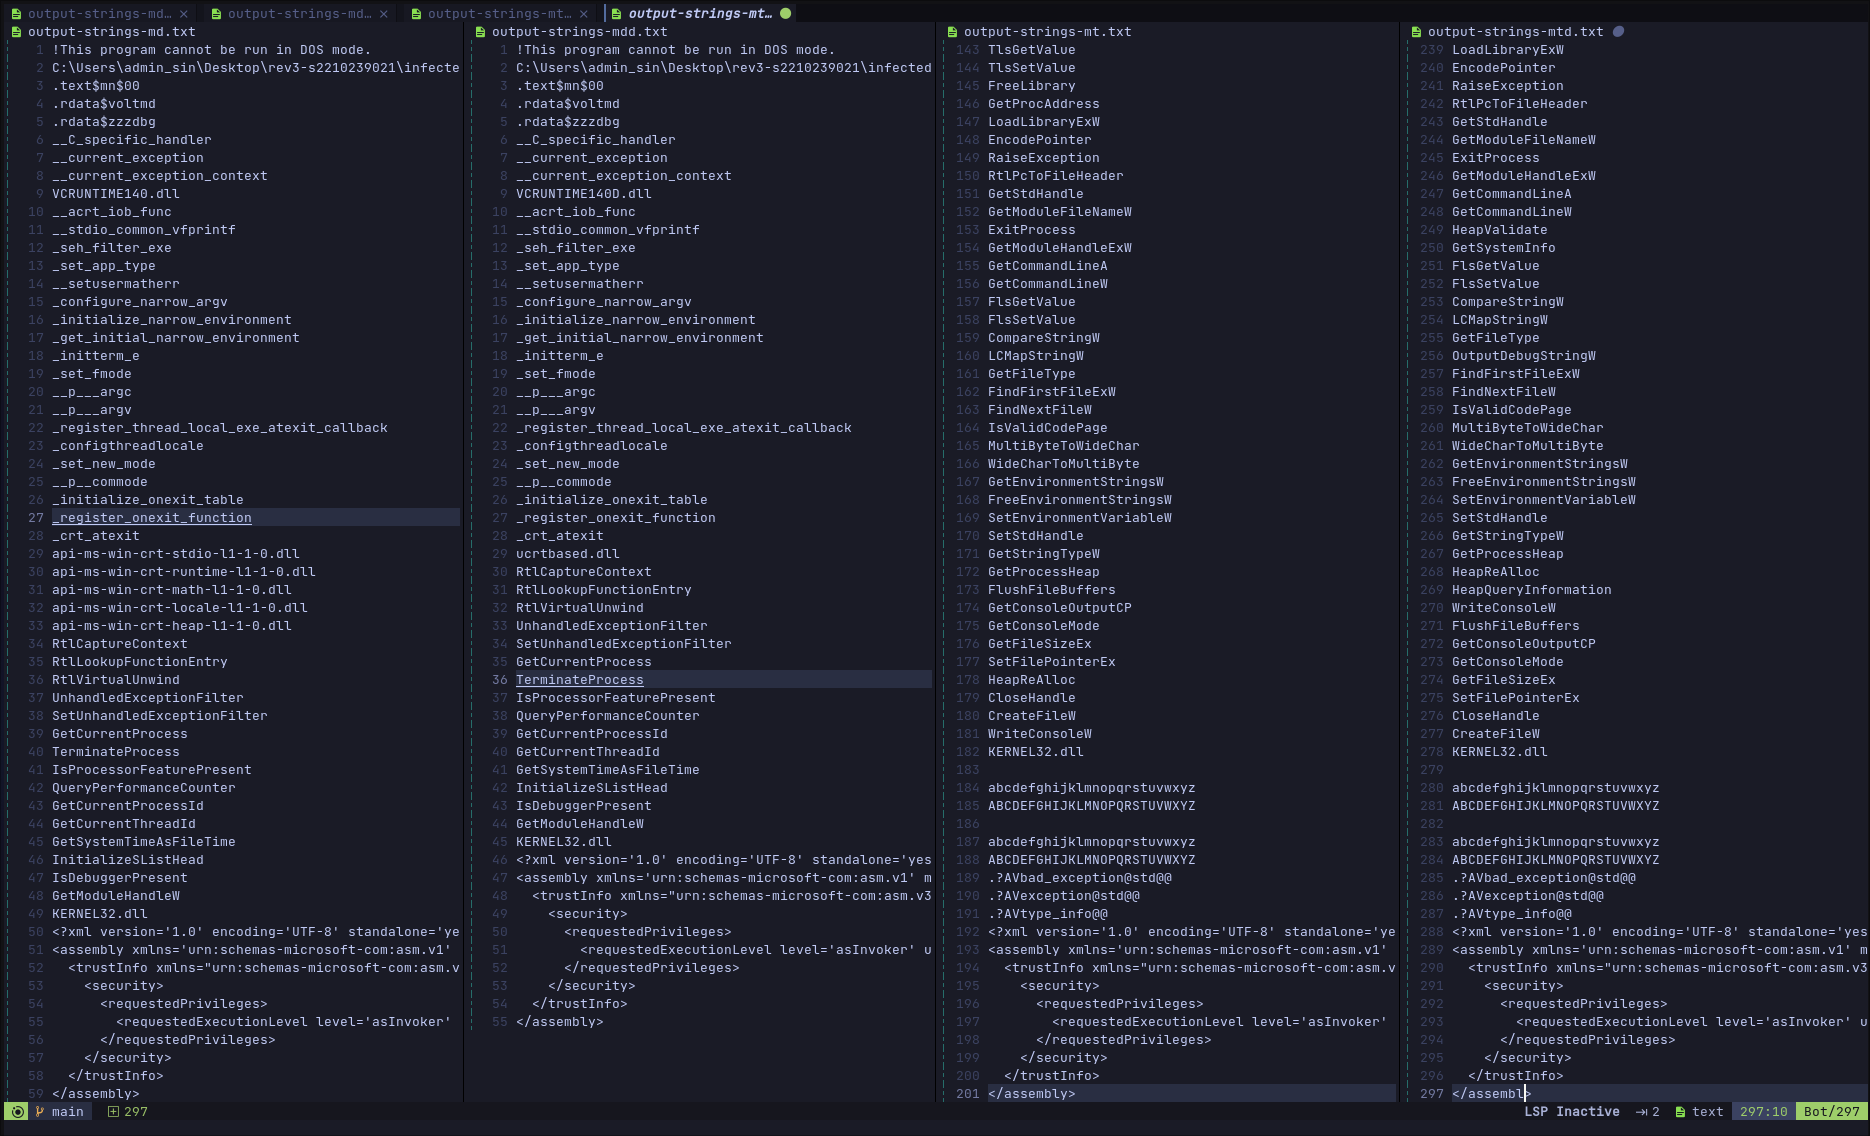 output-strings-md… ×
output-strings-md… ×
output-strings-mt… ×
output-strings-mt…
output-strings-md.txt
1 !This program cannot be run in DOS mode.
2 C:\Users\admin_sin\Desktop\rev3-s2210239021\infecte
3 .text$mn$00
4 .rdata$voltmd
5 .rdata$zzzdbg
6 __C_specific_handler
7 __current_exception
8 __current_exception_context
9 VCRUNTIME140.dll
10 __acrt_iob_func
11 __stdio_common_vfprintf
12 _seh_filter_exe
13 _set_app_type
14 __setusermatherr
15 _configure_narrow_argv
16 _initialize_narrow_environment
17 _get_initial_narrow_environment
18 _initterm_e
19 _set_fmode
20 __p___argc
21 __p___argv
22 _register_thread_local_exe_atexit_callback
23 _configthreadlocale
24 _set_new_mode
25 __p__commode
26 _initialize_onexit_table
27 _register_onexit_function
28 _crt_atexit
29 api-ms-win-crt-stdio-l1-1-0.dll
30 api-ms-win-crt-runtime-l1-1-0.dll
31 api-ms-win-crt-math-l1-1-0.dll
32 api-ms-win-crt-locale-l1-1-0.dll
33 api-ms-win-crt-heap-l1-1-0.dll
34 RtlCaptureContext
35 RtlLookupFunctionEntry
36 RtlVirtualUnwind
37 UnhandledExceptionFilter
38 SetUnhandledExceptionFilter
39 GetCurrentProcess
40 TerminateProcess
41 IsProcessorFeaturePresent
42 QueryPerformanceCounter
43 GetCurrentProcessId
44 GetCurrentThreadId
45 GetSystemTimeAsFileTime
46 InitializeSListHead
47 IsDebuggerPresent
48 GetModuleHandleW
49 KERNEL32.dll
50 <?xml version='1.0' encoding='UTF-8' standalone='ye
51 <assembly xmlns='urn:schemas-microsoft-com:asm.v1'
52   <trustInfo xmlns="urn:schemas-microsoft-com:asm.v
53     <security>
54       <requestedPrivileges>
55         <requestedExecutionLevel level='asInvoker'
56       </requestedPrivileges>
57     </security>
58   </trustInfo>
59 </assembly>
output-strings-mdd.txt
1 !This program cannot be run in DOS mode.
2 C:\Users\admin_sin\Desktop\rev3-s2210239021\infected
3 .text$mn$00
4 .rdata$voltmd
5 .rdata$zzzdbg
6 __C_specific_handler
7 __current_exception
8 __current_exception_context
9 VCRUNTIME140D.dll
10 __acrt_iob_func
11 __stdio_common_vfprintf
12 _seh_filter_exe
13 _set_app_type
14 __setusermatherr
15 _configure_narrow_argv
16 _initialize_narrow_environment
17 _get_initial_narrow_environment
18 _initterm_e
19 _set_fmode
20 __p___argc
21 __p___argv
22 _register_thread_local_exe_atexit_callback
23 _configthreadlocale
24 _set_new_mode
25 __p__commode
26 _initialize_onexit_table
27 _register_onexit_function
28 _crt_atexit
29 ucrtbased.dll
30 RtlCaptureContext
31 RtlLookupFunctionEntry
32 RtlVirtualUnwind
33 UnhandledExceptionFilter
34 SetUnhandledExceptionFilter
35 GetCurrentProcess
36 TerminateProcess
37 IsProcessorFeaturePresent
38 QueryPerformanceCounter
39 GetCurrentProcessId
40 GetCurrentThreadId
41 GetSystemTimeAsFileTime
42 InitializeSListHead
43 IsDebuggerPresent
44 GetModuleHandleW
45 KERNEL32.dll
46 <?xml version='1.0' encoding='UTF-8' standalone='yes
47 <assembly xmlns='urn:schemas-microsoft-com:asm.v1' m
48   <trustInfo xmlns="urn:schemas-microsoft-com:asm.v3
49     <security>
50       <requestedPrivileges>
51         <requestedExecutionLevel level='asInvoker' u
52       </requestedPrivileges>
53     </security>
54   </trustInfo>
55 </assembly>
output-strings-mt.txt
143 TlsGetValue
144 TlsSetValue
145 FreeLibrary
146 GetProcAddress
147 LoadLibraryExW
148 EncodePointer
149 RaiseException
150 RtlPcToFileHeader
151 GetStdHandle
152 GetModuleFileNameW
153 ExitProcess
154 GetModuleHandleExW
155 GetCommandLineA
156 GetCommandLineW
157 FlsGetValue
158 FlsSetValue
159 CompareStringW
160 LCMapStringW
161 GetFileType
162 FindFirstFileExW
163 FindNextFileW
164 IsValidCodePage
165 MultiByteToWideChar
166 WideCharToMultiByte
167 GetEnvironmentStringsW
168 FreeEnvironmentStringsW
169 SetEnvironmentVariableW
170 SetStdHandle
171 GetStringTypeW
172 GetProcessHeap
173 FlushFileBuffers
174 GetConsoleOutputCP
175 GetConsoleMode
176 GetFileSizeEx
177 SetFilePointerEx
178 HeapReAlloc
179 CloseHandle
180 CreateFileW
181 WriteConsoleW
182 KERNEL32.dll
183
184 abcdefghijklmnopqrstuvwxyz
185 ABCDEFGHIJKLMNOPQRSTUVWXYZ
186
187 abcdefghijklmnopqrstuvwxyz
188 ABCDEFGHIJKLMNOPQRSTUVWXYZ
189 .?AVbad_exception@std@@
190 .?AVexception@std@@
191 .?AVtype_info@@
192 <?xml version='1.0' encoding='UTF-8' standalone='ye
193 <assembly xmlns='urn:schemas-microsoft-com:asm.v1'
194   <trustInfo xmlns="urn:schemas-microsoft-com:asm.v
195     <security>
196       <requestedPrivileges>
197         <requestedExecutionLevel level='asInvoker'
198       </requestedPrivileges>
199     </security>
200   </trustInfo>
201 </assembly>
output-strings-mtd.txt
239 LoadLibraryExW
240 EncodePointer
241 RaiseException
242 RtlPcToFileHeader
243 GetStdHandle
244 GetModuleFileNameW
245 ExitProcess
246 GetModuleHandleExW
247 GetCommandLineA
248 GetCommandLineW
249 HeapValidate
250 GetSystemInfo
251 FlsGetValue
252 FlsSetValue
253 CompareStringW
254 LCMapStringW
255 GetFileType
256 OutputDebugStringW
257 FindFirstFileExW
258 FindNextFileW
259 IsValidCodePage
260 MultiByteToWideChar
261 WideCharToMultiByte
262 GetEnvironmentStringsW
263 FreeEnvironmentStringsW
264 SetEnvironmentVariableW
265 SetStdHandle
266 GetStringTypeW
267 GetProcessHeap
268 HeapReAlloc
269 HeapQueryInformation
270 WriteConsoleW
271 FlushFileBuffers
272 GetConsoleOutputCP
273 GetConsoleMode
274 GetFileSizeEx
275 SetFilePointerEx
276 CloseHandle
277 CreateFileW
278 KERNEL32.dll
279
280 abcdefghijklmnopqrstuvwxyz
281 ABCDEFGHIJKLMNOPQRSTUVWXYZ
282
283 abcdefghijklmnopqrstuvwxyz
284 ABCDEFGHIJKLMNOPQRSTUVWXYZ
285 .?AVbad_exception@std@@
286 .?AVexception@std@@
287 .?AVtype_info@@
288 <?xml version='1.0' encoding='UTF-8' standalone='yes
289 <assembly xmlns='urn:schemas-microsoft-com:asm.v1' m
290   <trustInfo xmlns="urn:schemas-microsoft-com:asm.v3
291     <security>
292       <requestedPrivileges>
293         <requestedExecutionLevel level='asInvoker' u
294       </requestedPrivileges>
295     </security>
296   </trustInfo>
297 </assembly>
main 297 LSP Inactive 2 text 297:10 Bot/297